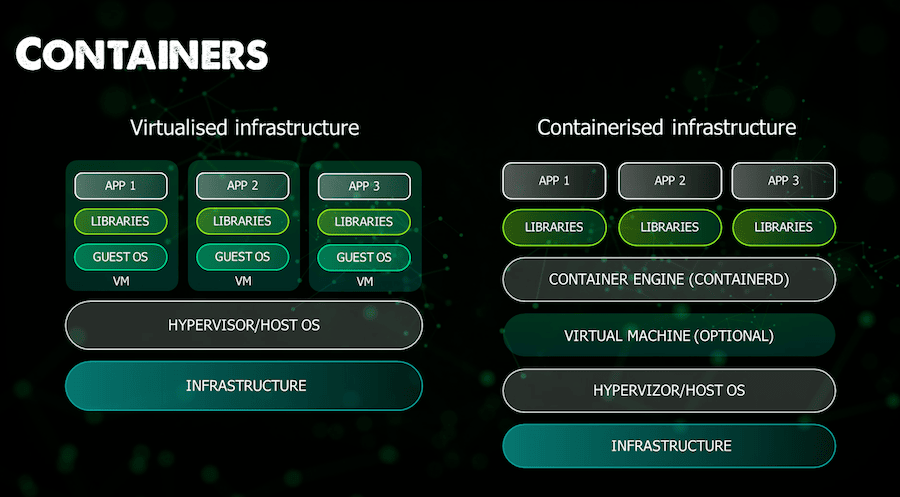 CONTAINERS
Virtualised infrastructure
APP 1
LIBRARIES
GUEST OS
VM
APP 2
LIBRARIES
GUEST OS
VM
APP 3
LIBRARIES
GUEST OS
VM
HYPERVISOR/HOST OS
INFRASTRUCTURE
Containerised infrastructure
APP 1
APP 2
APP 3
LIBRARIES
LIBRARIES
LIBRARIES
CONTAINER ENGINE (CONTAINERD)
VIRTUAL MACHINE (OPTIONAL)
HYPERVIZOR/HOST OS
INFRASTRUCTURE